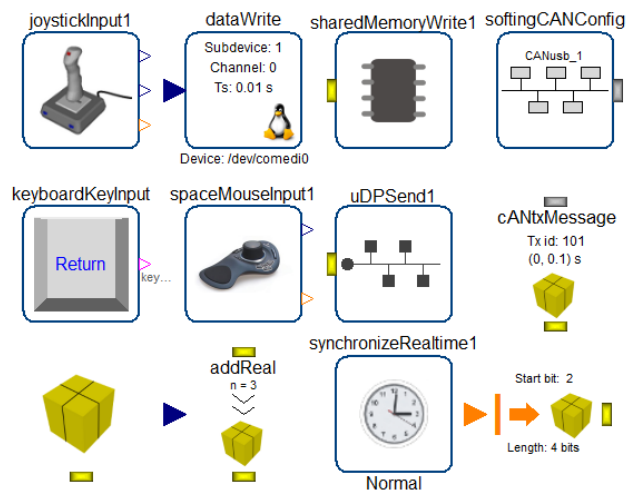 joystickInput1
dataWrite
sharedMemoryWrite1
softingCANConfig
Subdevice: 1
Channel: 0
Ts: 0.01 s
CANusb_1
Device: /dev/comedi0
keyboardKeyInput
spaceMouseInput1
uDPSend1
cANtxMessage
Tx id: 101
(0, 0.1) s
Return
key...
addReal
n = 3
synchronizeRealtime1
Start bit: 2
Length: 4 bits
Normal